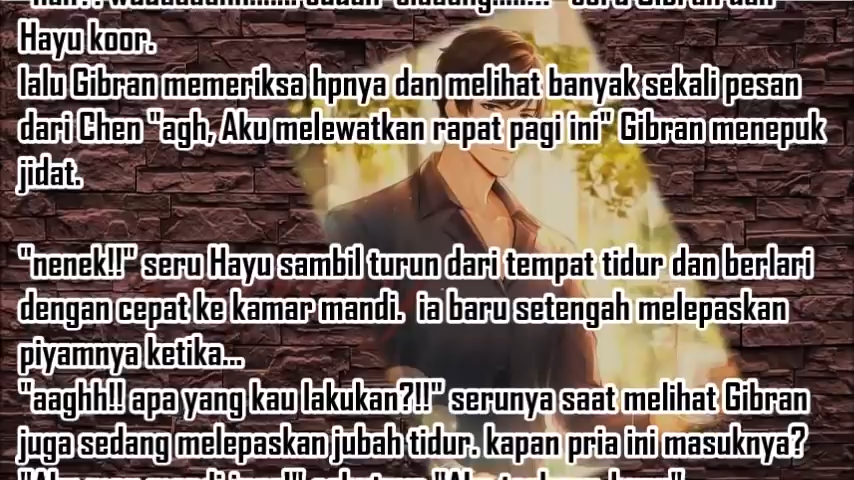 Hayu koor.
lalu Gibran memeriksa hpnya dan melihat banyak sekali pesan
dari Chen "agh, Aku melewatkan rapat pagi ini" Gibran menepuk
jidat.
"nenek!!" seru Hayu sambil turun dari tempat tidur dan berlari
dengan cepat ke kamar mandi. ia baru setengah melepaskan
piyamnya ketika...
"aaghh!! apa yang kau lakukan?!!" serunya saat melihat Gibran
juga sedang melepaskan jubah tidur. kapan pria ini masuknya?